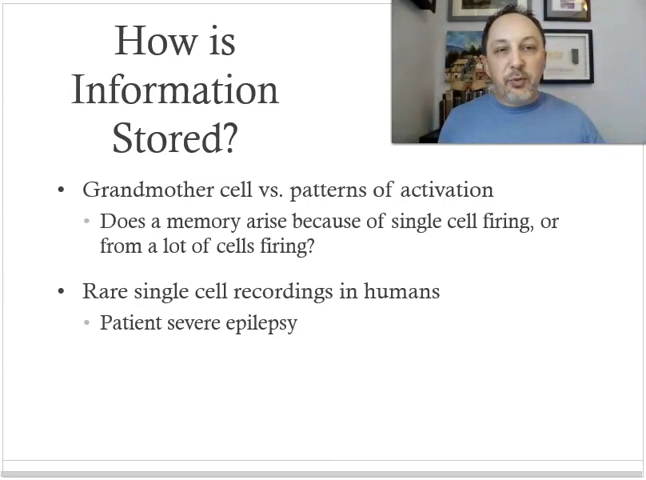 How is
Information
Stored?
• Grandmother cell vs. patterns of activation
• Does a memory arise because of single cell firing, or
from a lot of cells firing?
• Rare single cell recordings in humans
• Patient severe epilepsy